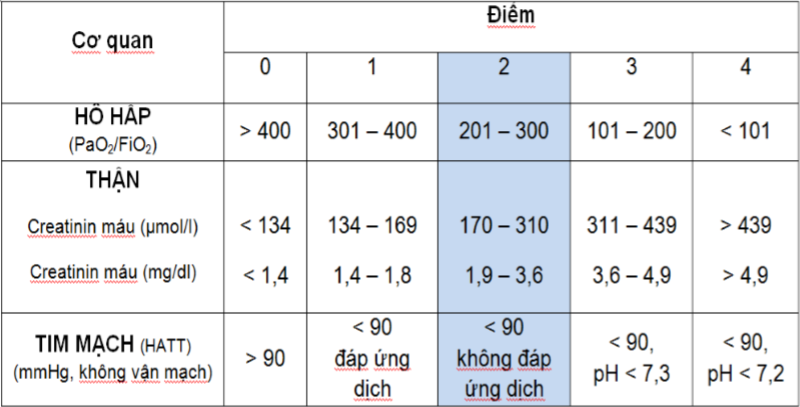 Cơ quan
Điểm
0 1 2 3 4
HÔ HẤP
(PaO2/FiO2)
> 400 301 – 400 201 – 300 101 – 200 < 101
THẬN
Creatinin máu (µmol/l) < 134 134 – 169 170 – 310 311 – 439 > 439
Creatinin máu (mg/dl) < 1,4 1,4 – 1,8 1,9 – 3,6 3,6 – 4,9 > 4,9
TIM MẠCH (HATT)
(mmHg, không vận mạch)
> 90
< 90
đáp ứng
dịch
< 90
không đáp
ứng dịch
< 90,
pH < 7,3
< 90,
pH < 7,2